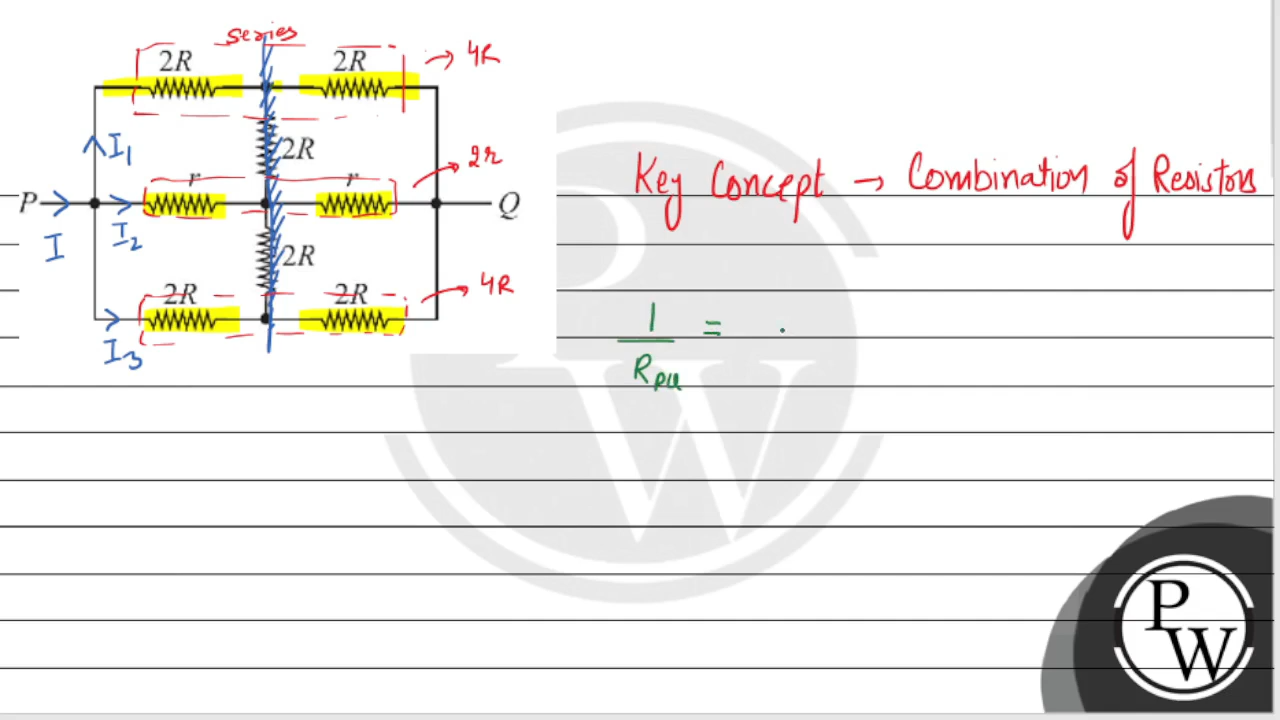 series
2R 2R → 4R
I₁ 2R
r r → 2r
P Q
I I₂
2R
2R 2R → 4R
I₃
Key Concept → Combination of Resistors
1/R_PQ = .
P
W
P
W